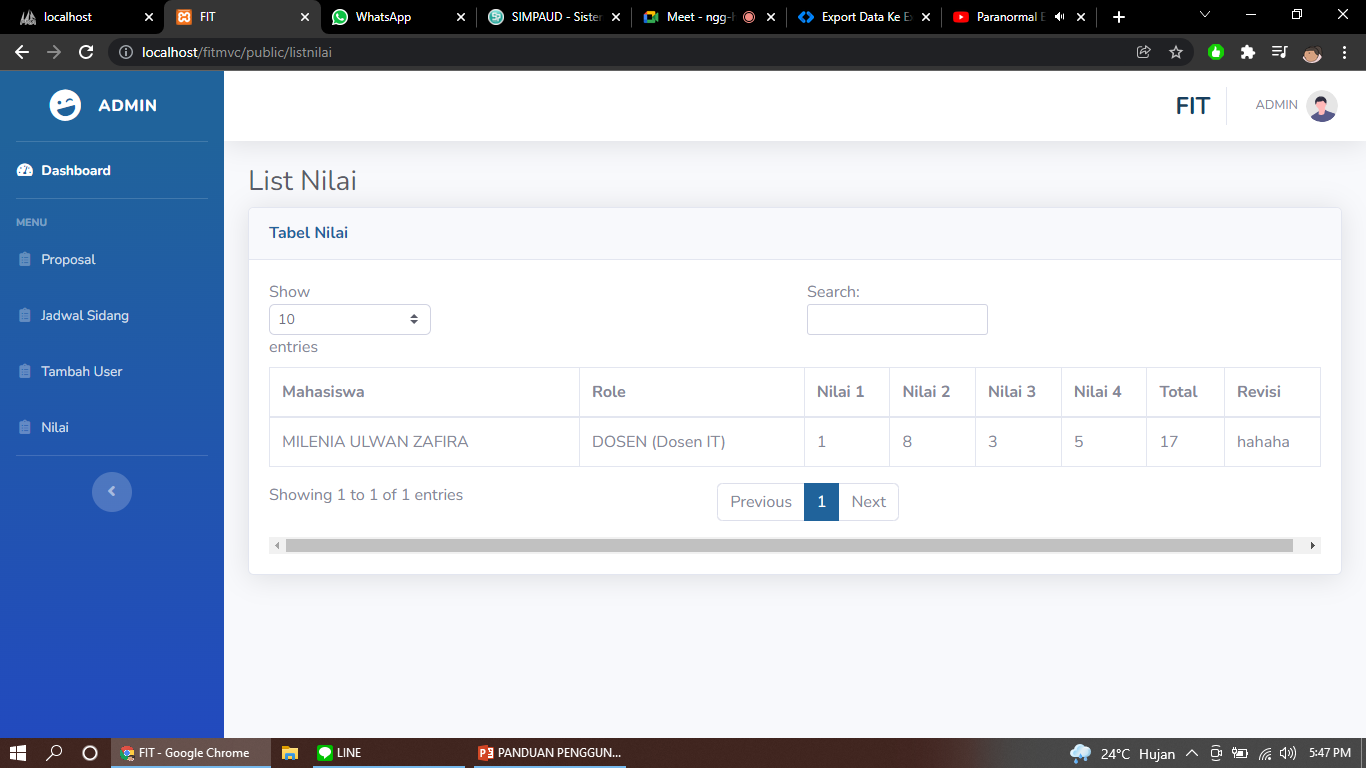 localhost
FIT
WhatsApp
SIMPAUD - Sister
Meet - ngg-
Export Data Ke E
Paranormal E
localhost/fitmvc/public/listnilai
ADMIN
FIT
ADMIN
Dashboard
MENU
Proposal
Jadwal Sidang
Tambah User
Nilai
List Nilai
Tabel Nilai
Show
10
entries
Search:
Mahasiswa Role Nilai 1 Nilai 2 Nilai 3 Nilai 4 Total Revisi
MILENIA ULWAN ZAFIRA DOSEN (Dosen IT) 1 8 3 5 17 hahaha
Showing 1 to 1 of 1 entries
Previous 1 Next
FIT - Google Chrome
LINE
PANDUAN PENGGUN...
24°C Hujan
5:47 PM